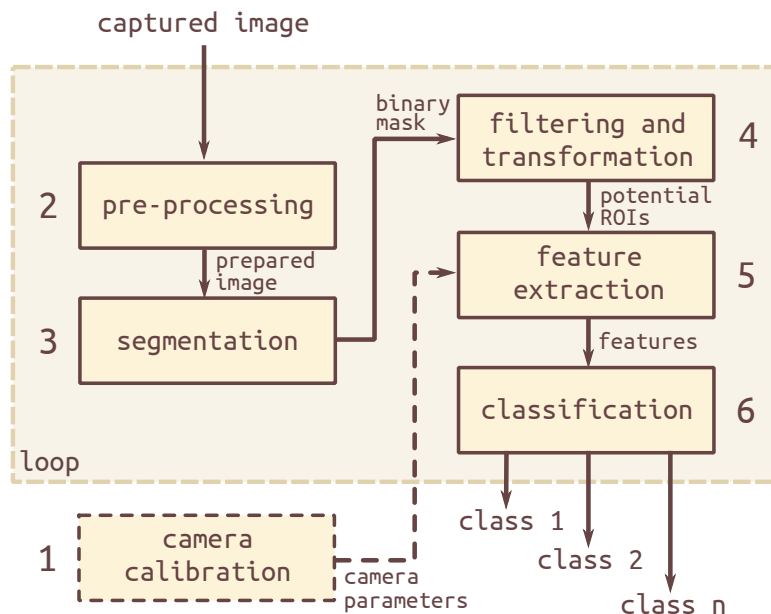 captured image
binary
mask
filtering and
transformation
4
2
pre-processing
potential
ROIs
prepared
image
feature
extraction
5
3
segmentation
features
classification
6
loop
1
camera
calibration
camera
parameters
class 1
class 2
class n